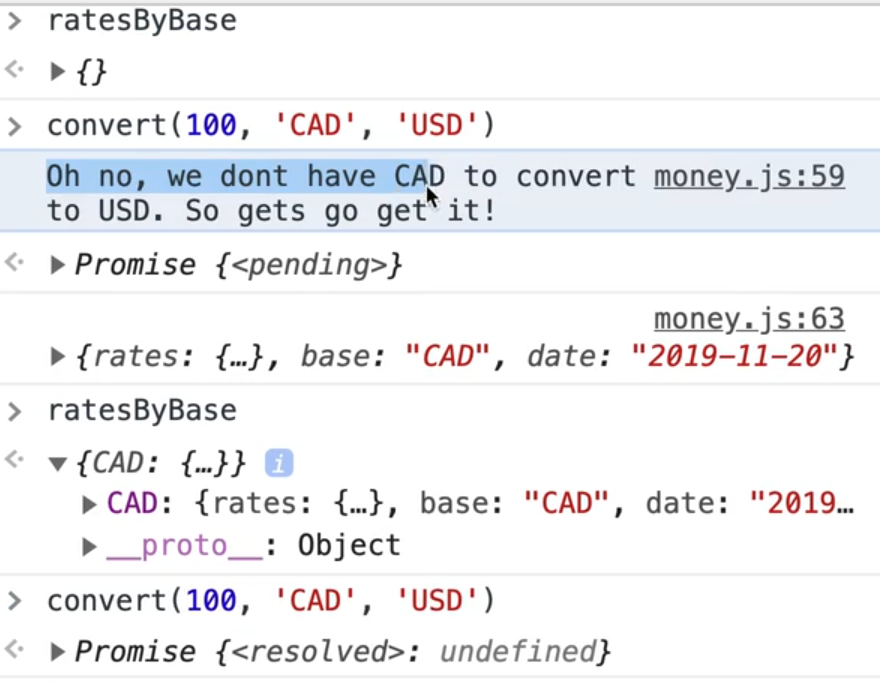 > ratesByBase
<· ▶ {}
> convert(100, 'CAD', 'USD')
Oh no, we dont have CAD to convert money.js:59
to USD. So gets go get it!
<· ▶ Promise {<pending>}
money.js:63
▶ {rates: {…}, base: "CAD", date: "2019-11-20"}
> ratesByBase
<· ▼ {CAD: {…}} i
▶ CAD: {rates: {…}, base: "CAD", date: "2019…
▶ __proto__: Object
> convert(100, 'CAD', 'USD')
<· ▶ Promise {<resolved>: undefined}